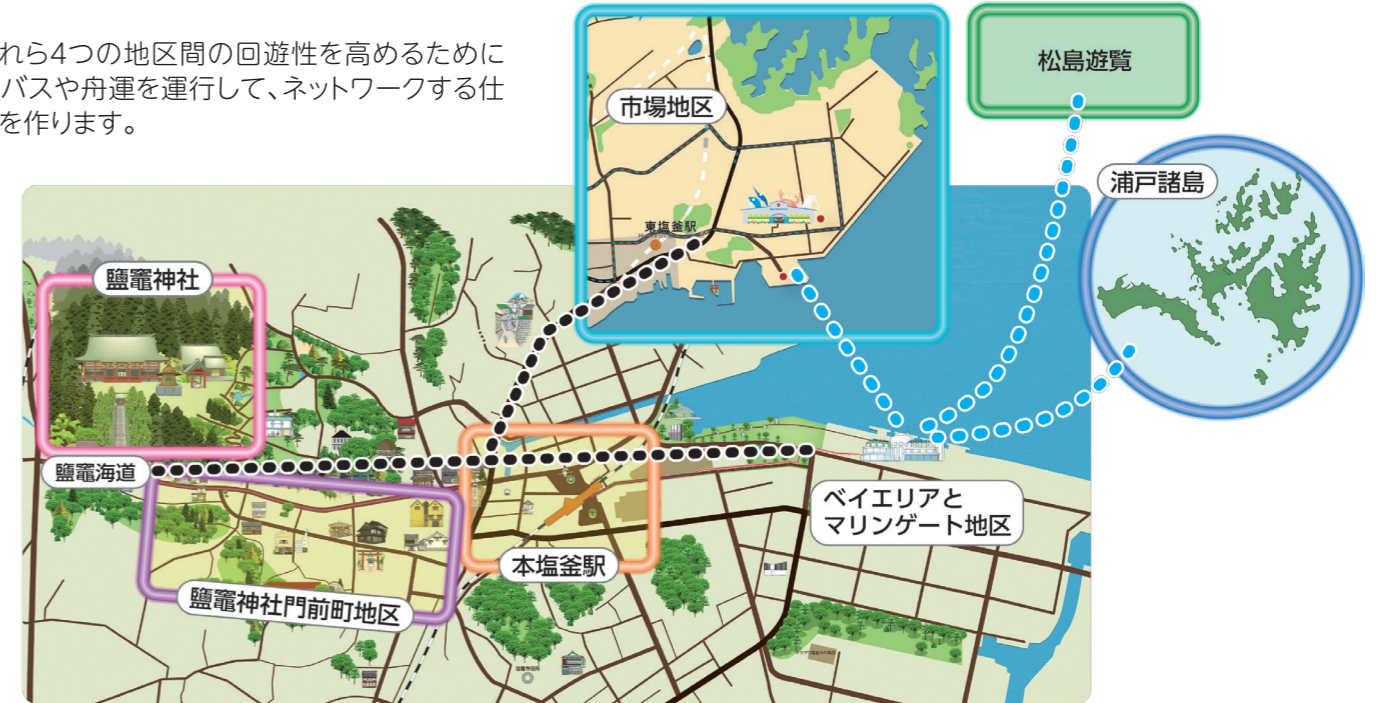 れら4つの地区間の回遊性を高めるために
バスや舟運を運行して、ネットワークする仕
を作ります。
松島遊覧
市場地区
浦戸諸島
東塩釜駅
鹽竈神社
鹽竈海道
ベイエリアと
マリンゲート地区
本塩釜駅
鹽竈神社門前町地区